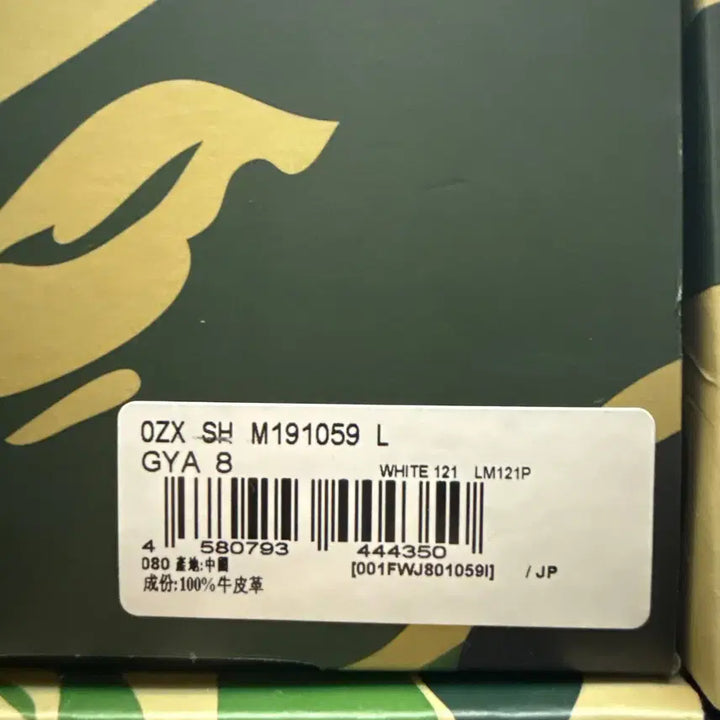 0ZX SH M191059 L
GYA 8
WHITE 121 LM121P
4 580793 444350
080 產地:中國
[001FWJ801059I] / JP
成份:100%牛皮革